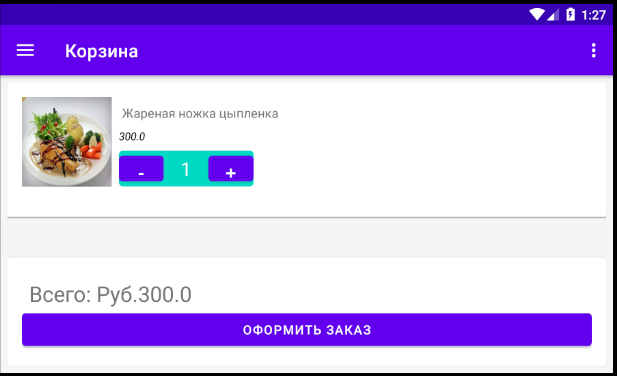 1:27
Корзина
Жареная ножка цыпленка
300.0
- 1 +
Всего: Руб.300.0
ОФОРМИТЬ ЗАКАЗ